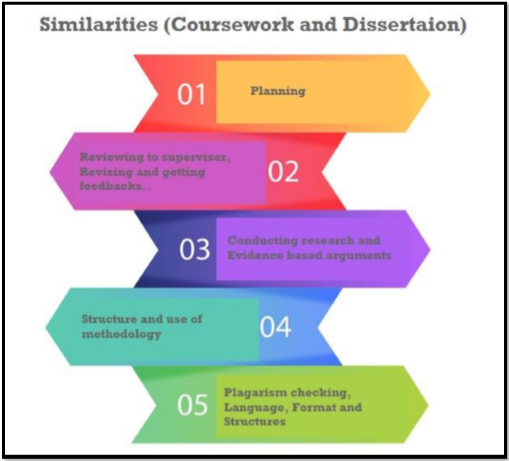 Similarities (Coursework and Dissertaion)
01
Planning
Reviewing to superviser,
Revising and getting
feedbacks..
02
03
Conducting research and
Evidence based arguments
Structure and use of
methodology
04
05
Plagarism checking,
Language, Format and
Structures